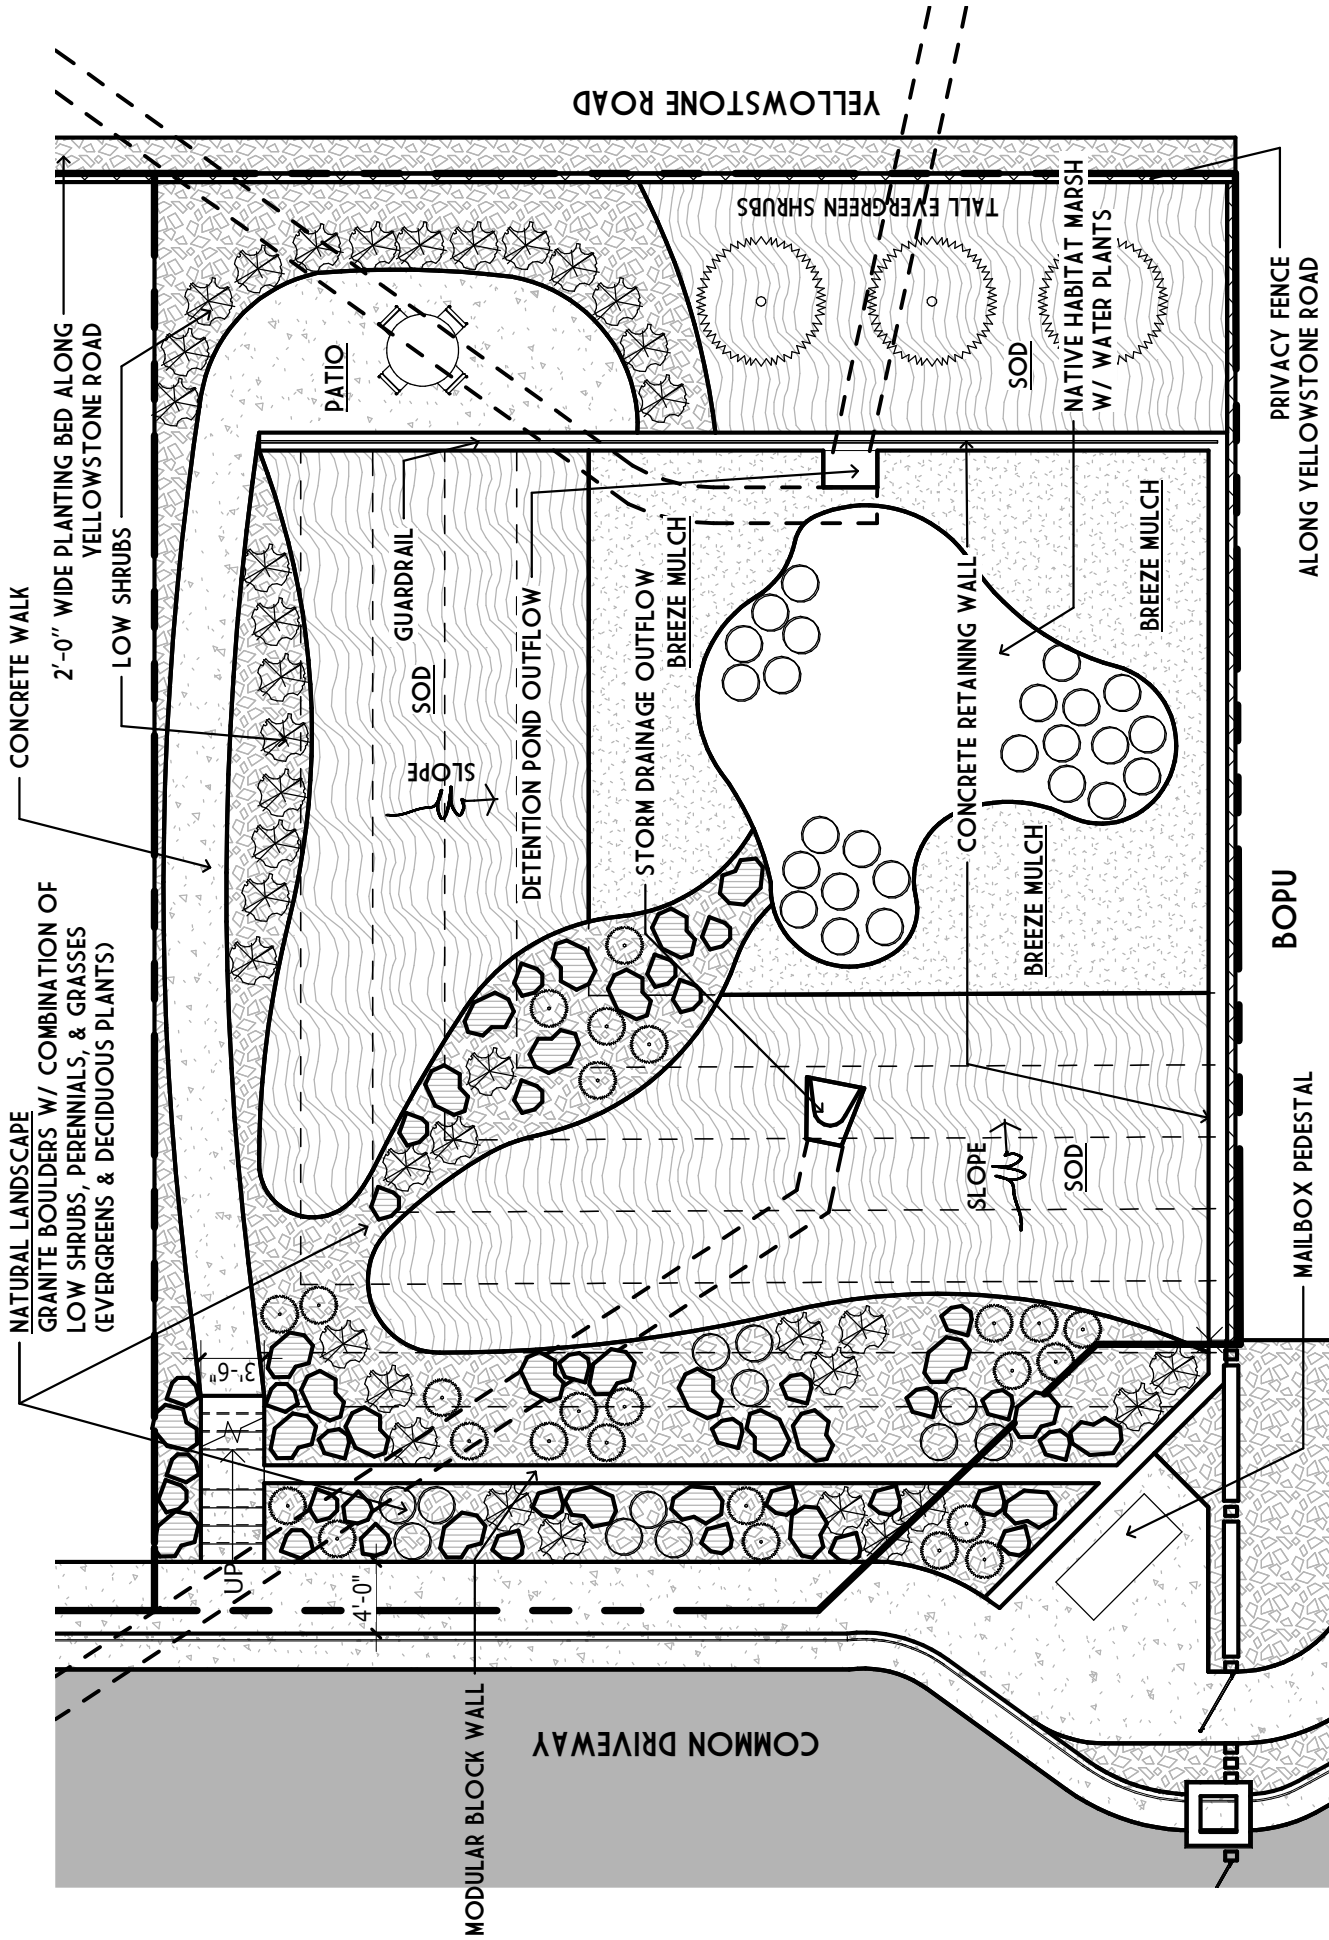 NATURAL LANDSCAPE
GRANITE BOULDERS W/ COMBINATION OF
LOW SHRUBS, PERENNIALS, & GRASSES
(EVERGREENS & DECIDUOUS PLANTS)
CONCRETE WALK
2'-0" WIDE PLANTING BED ALONG
YELLOWSTONE ROAD
LOW SHRUBS
YELLOWSTONE ROAD
TALL EVERGREEN SHRUBS
PATIO
SOD
NATIVE HABITAT MARSH
W/ WATER PLANTS
PRIVACY FENCE
ALONG YELLOWSTONE ROAD
GUARDRAIL
SOD
SLOPE
DETENTION POND OUTFLOW
STORM DRAINAGE OUTFLOW
BREEZE MULCH
BREEZE MULCH
CONCRETE RETAINING WALL
BREEZE MULCH
BOPU
SLOPE
SOD
MAILBOX PEDESTAL
3'-6"
UP
4'-0"
MODULAR BLOCK WALL
COMMON DRIVEWAY